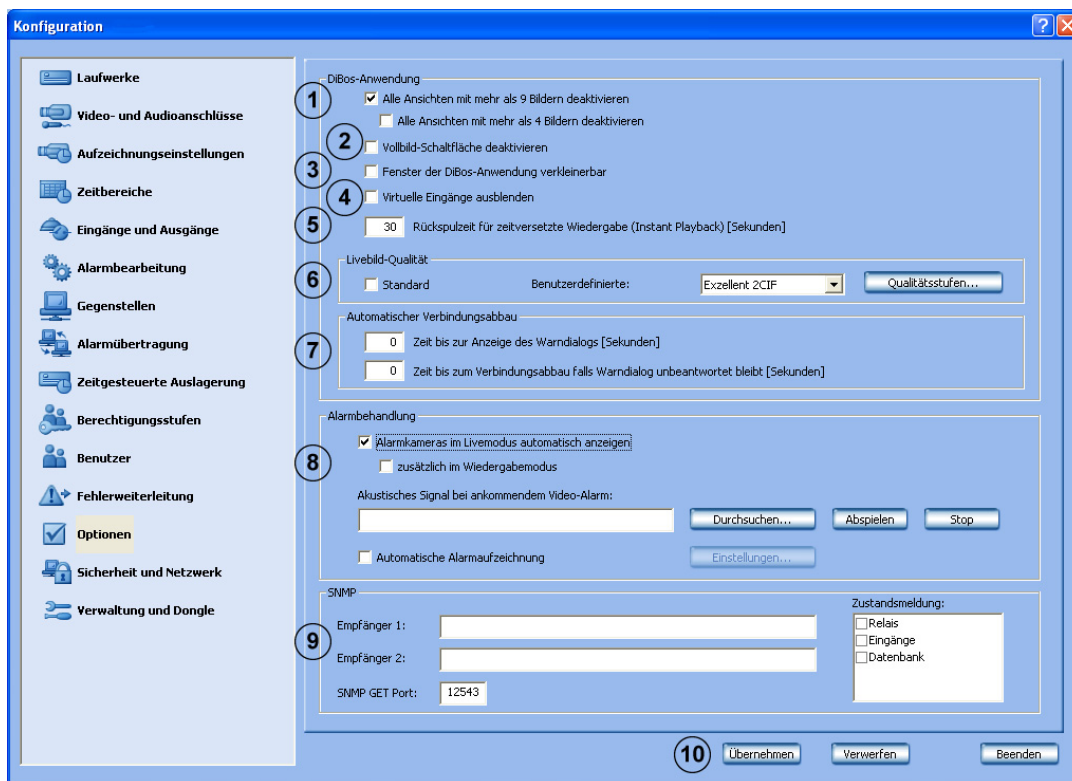 Konfiguration
Laufwerke
Video- und Audioanschlüsse
Aufzeichnungseinstellungen
Zeitbereiche
Eingänge und Ausgänge
Alarmbearbeitung
Gegenstellen
Alarmübertragung
Zeitgesteuerte Auslagerung
Berechtigungsstufen
Benutzer
Fehlerweiterleitung
Optionen
Sicherheit und Netzwerk
Verwaltung und Dongle
DiBos-Anwendung
1 Alle Ansichten mit mehr als 9 Bildern deaktivieren
Alle Ansichten mit mehr als 4 Bildern deaktivieren
2 Vollbild-Schaltfläche deaktivieren
3 Fenster der DiBos-Anwendung verkleinerbar
4 Virtuelle Eingänge ausblenden
5 30 Rückspulzeit für zeitversetzte Wiedergabe (Instant Playback) [Sekunden]
Livebild-Qualität
6 Standard Benutzerdefinierte: Exzellent 2CIF Qualitätsstufen...
Automatischer Verbindungsabbau
7
0 Zeit bis zur Anzeige des Warndialogs [Sekunden]
0 Zeit bis zum Verbindungsabbau falls Warndialog unbeantwortet bleibt [Sekunden]
Alarmbehandlung
Alarmkameras im Livemodus automatisch anzeigen
8 zusätzlich im Wiedergabemodus
Akustisches Signal bei ankommendem Video-Alarm:
Durchsuchen... Abspielen Stop
Automatische Alarmaufzeichnung Einstellungen...
SNMP
Zustandsmeldung:
Empfänger 1: Relais
9 Eingänge
Empfänger 2: Datenbank
SNMP GET Port: 12543
10 Übernehmen Verwerfen Beenden